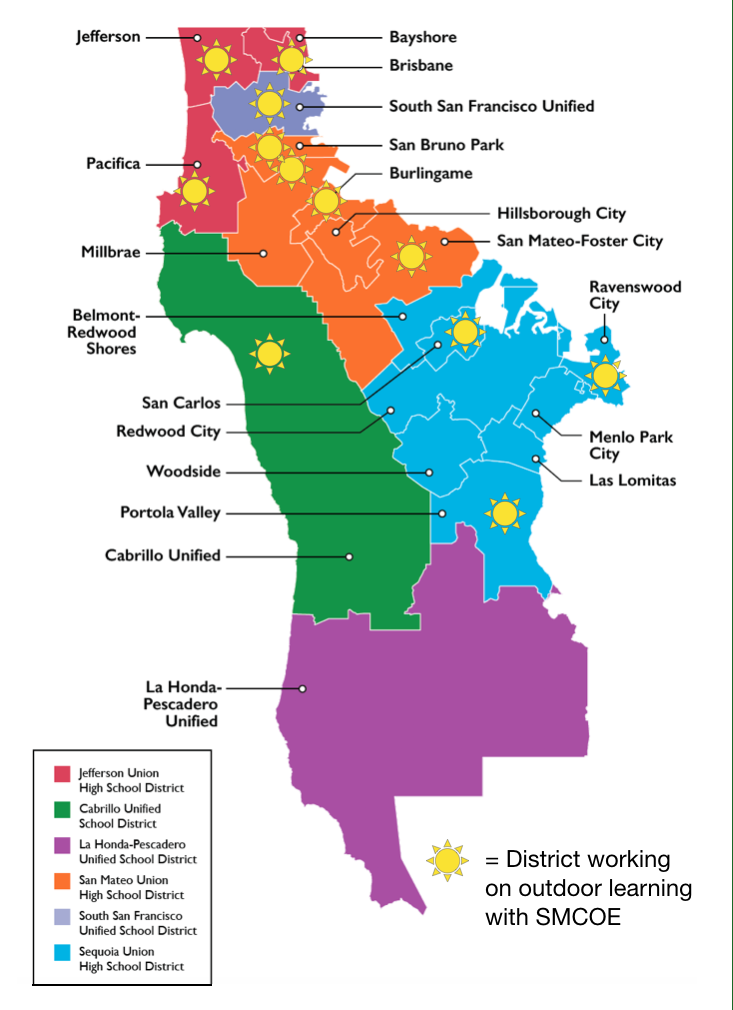 Jefferson
Bayshore
Brisbane
South San Francisco Unified
San Bruno Park
Pacifica
Burlingame
Hillsborough City
San Mateo-Foster City
Millbrae
Ravenswood
City
Belmont-
Redwood
Shores
San Carlos
Redwood City
Menlo Park
City
Woodside
Las Lomitas
Portola Valley
Cabrillo Unified
La Honda-
Pescadero
Unified
Jefferson Union
High School District
Cabrillo Unified
School District
La Honda-Pescadero
Unified School District
San Mateo Union
High School District
South San Francisco
Unified School District
Sequoia Union
High School District
= District working
on outdoor learning
with SMCOE